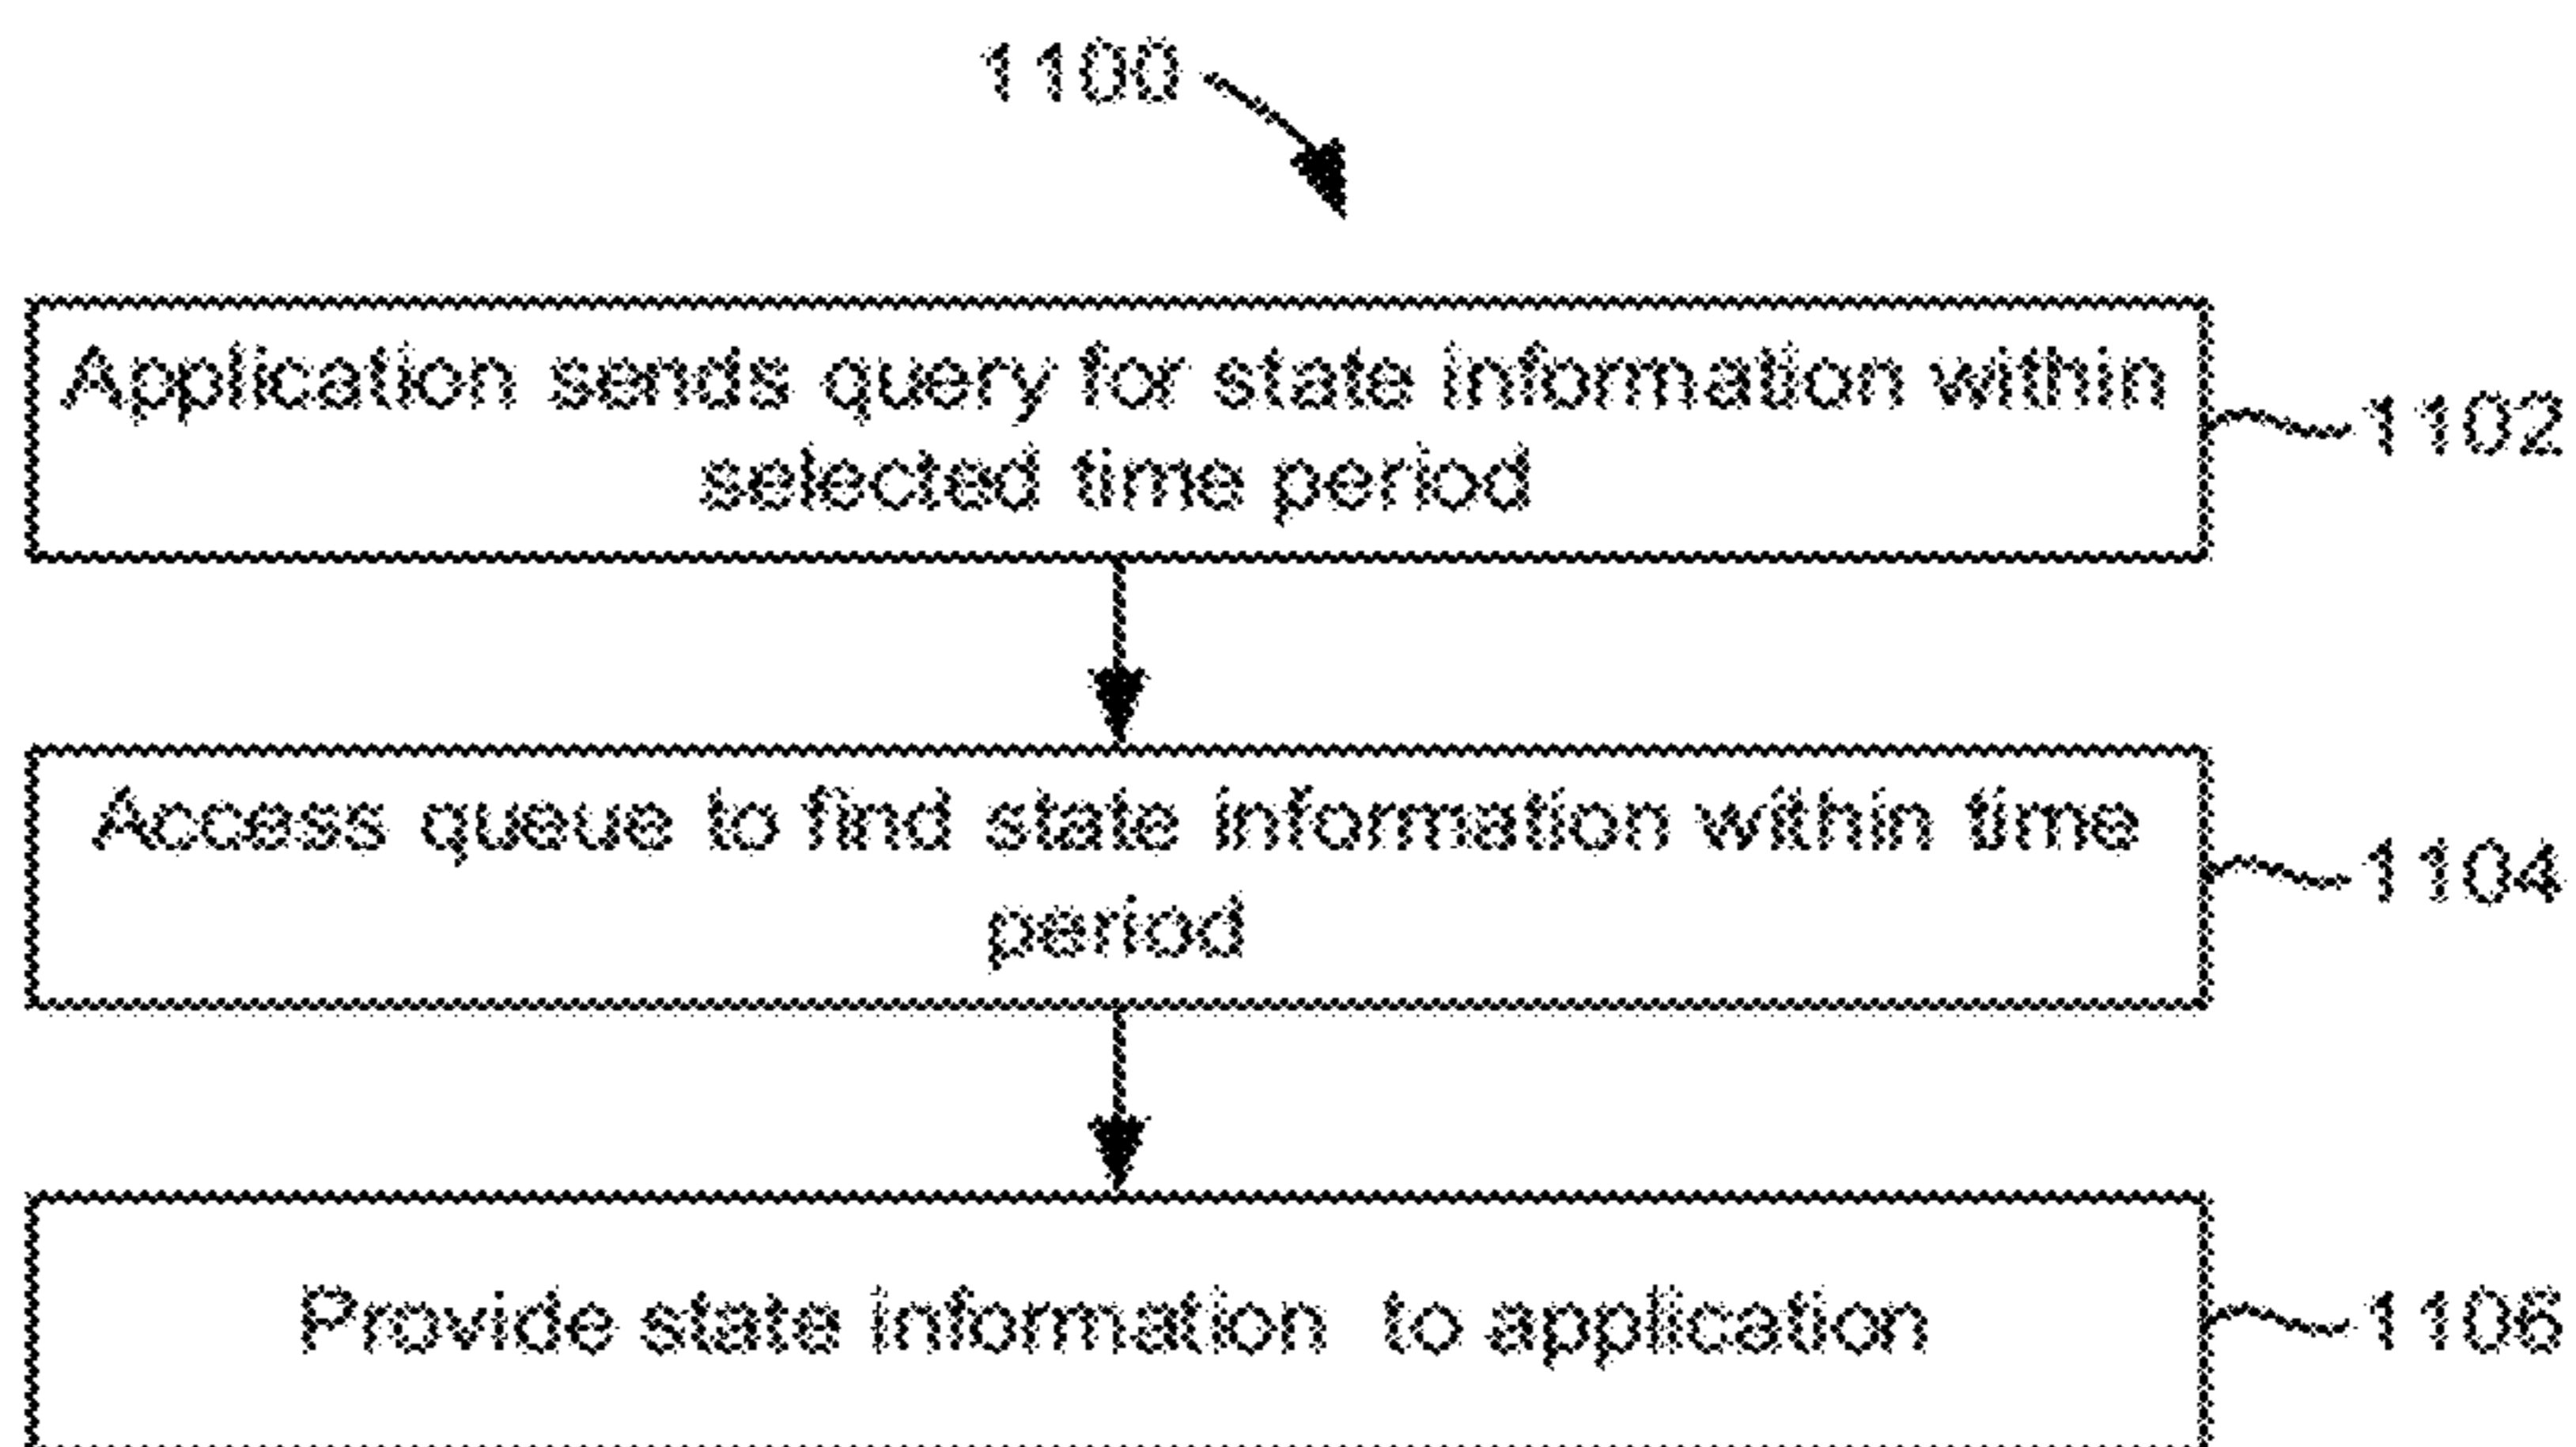 1100
Application sends query for state information within
selected time period
1102
Access queue to find state information within time
period
1104
Provide state information to application
1106